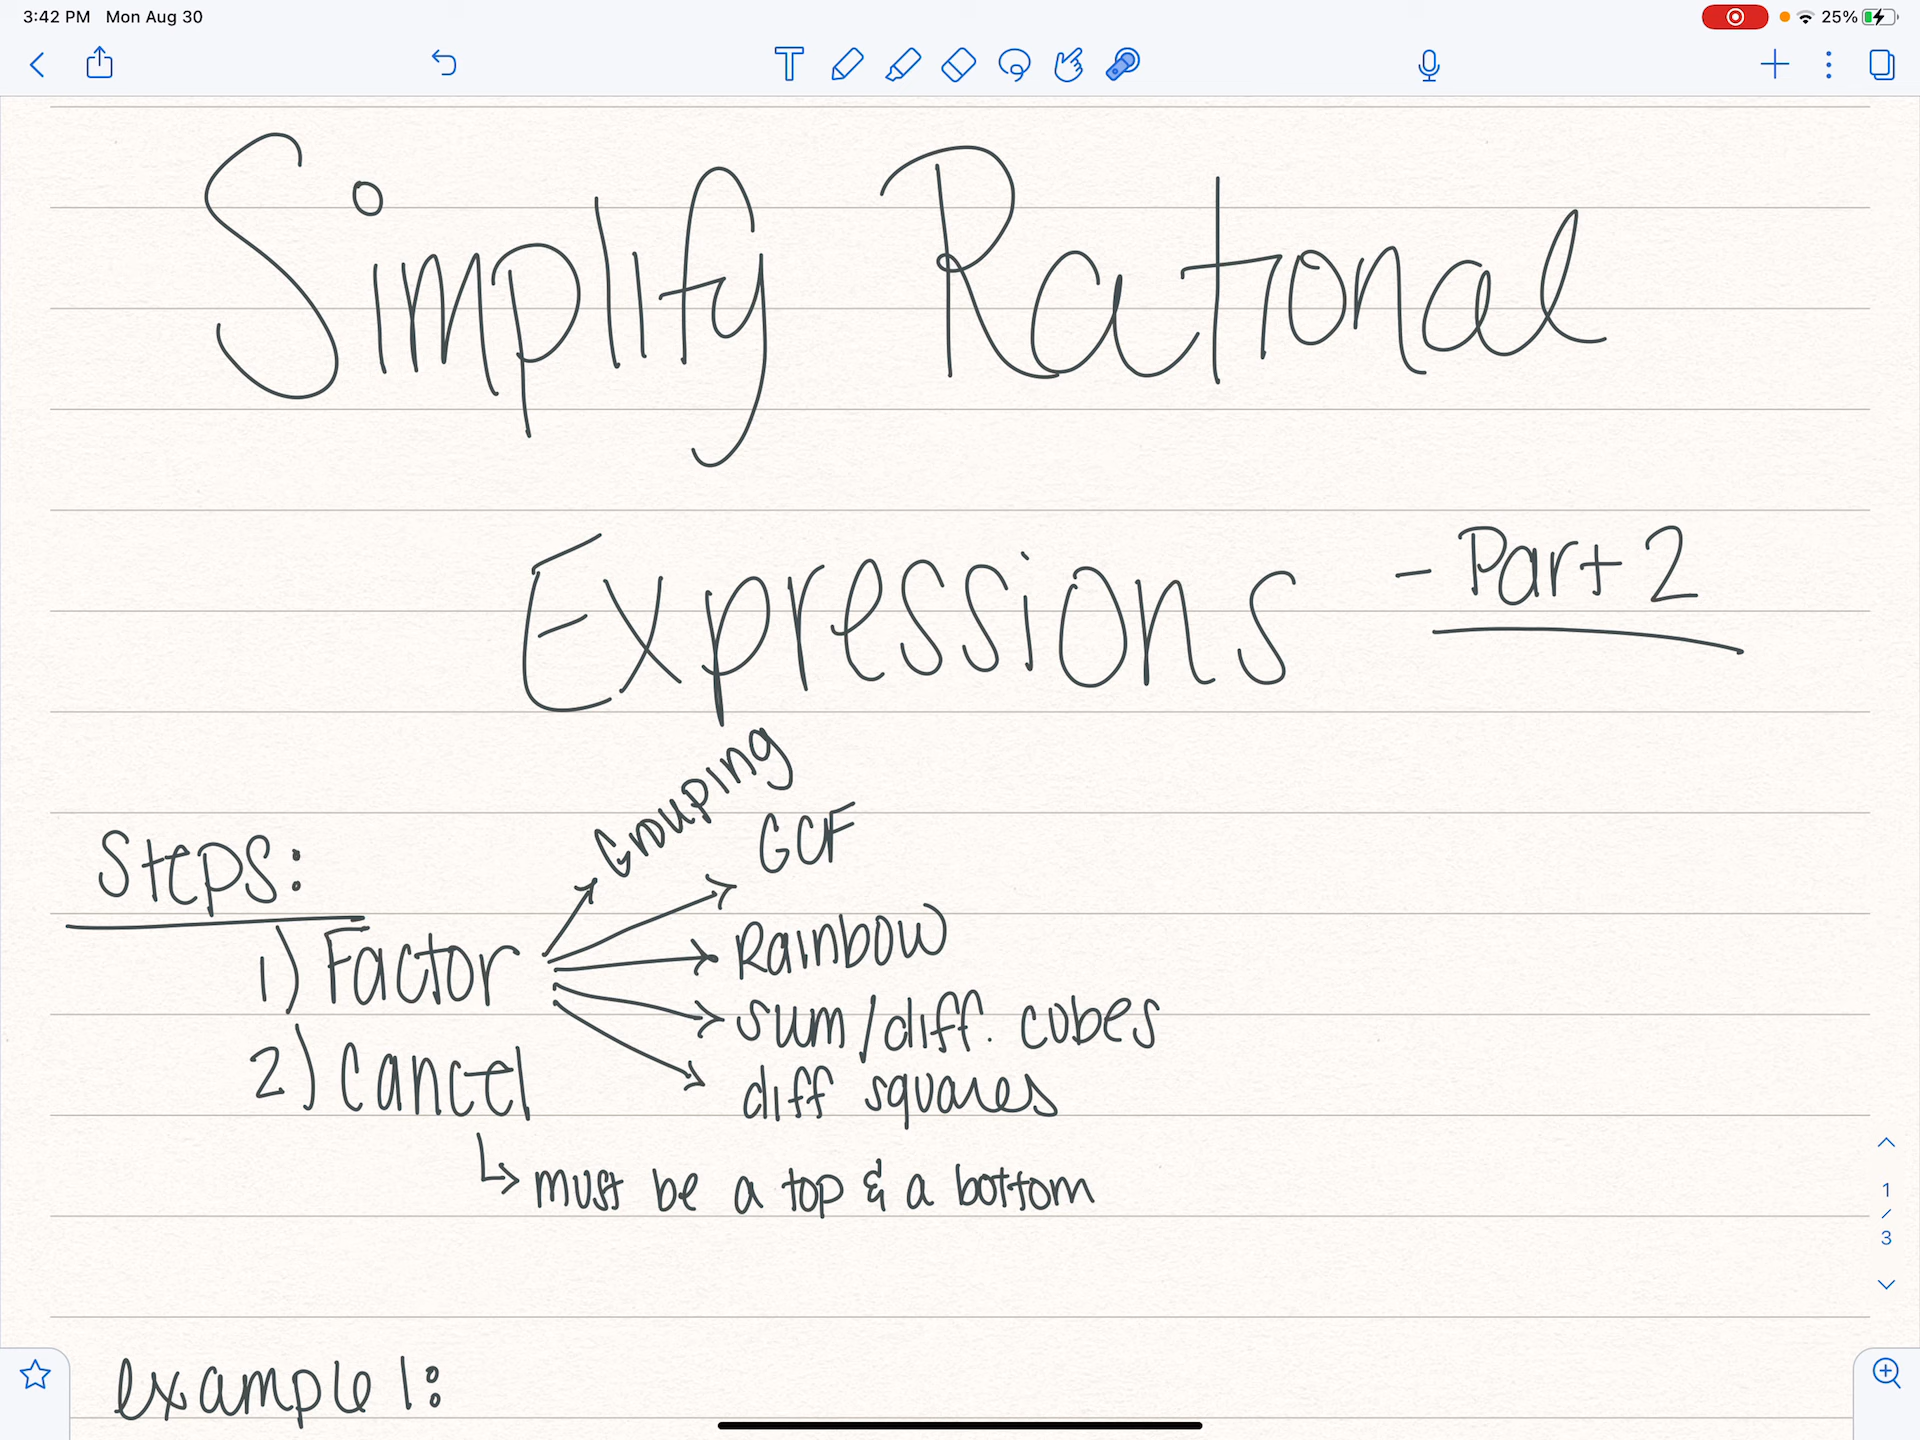 3:42 PM Mon Aug 30
25%
Simplify Rational
Expressions - Part 2
Steps:
Grouping
GCF
1) Factor
Rainbow
sum/diff. cubes
2) Cancel
diff squares
must be a top & a bottom
1
/
3
example 1: